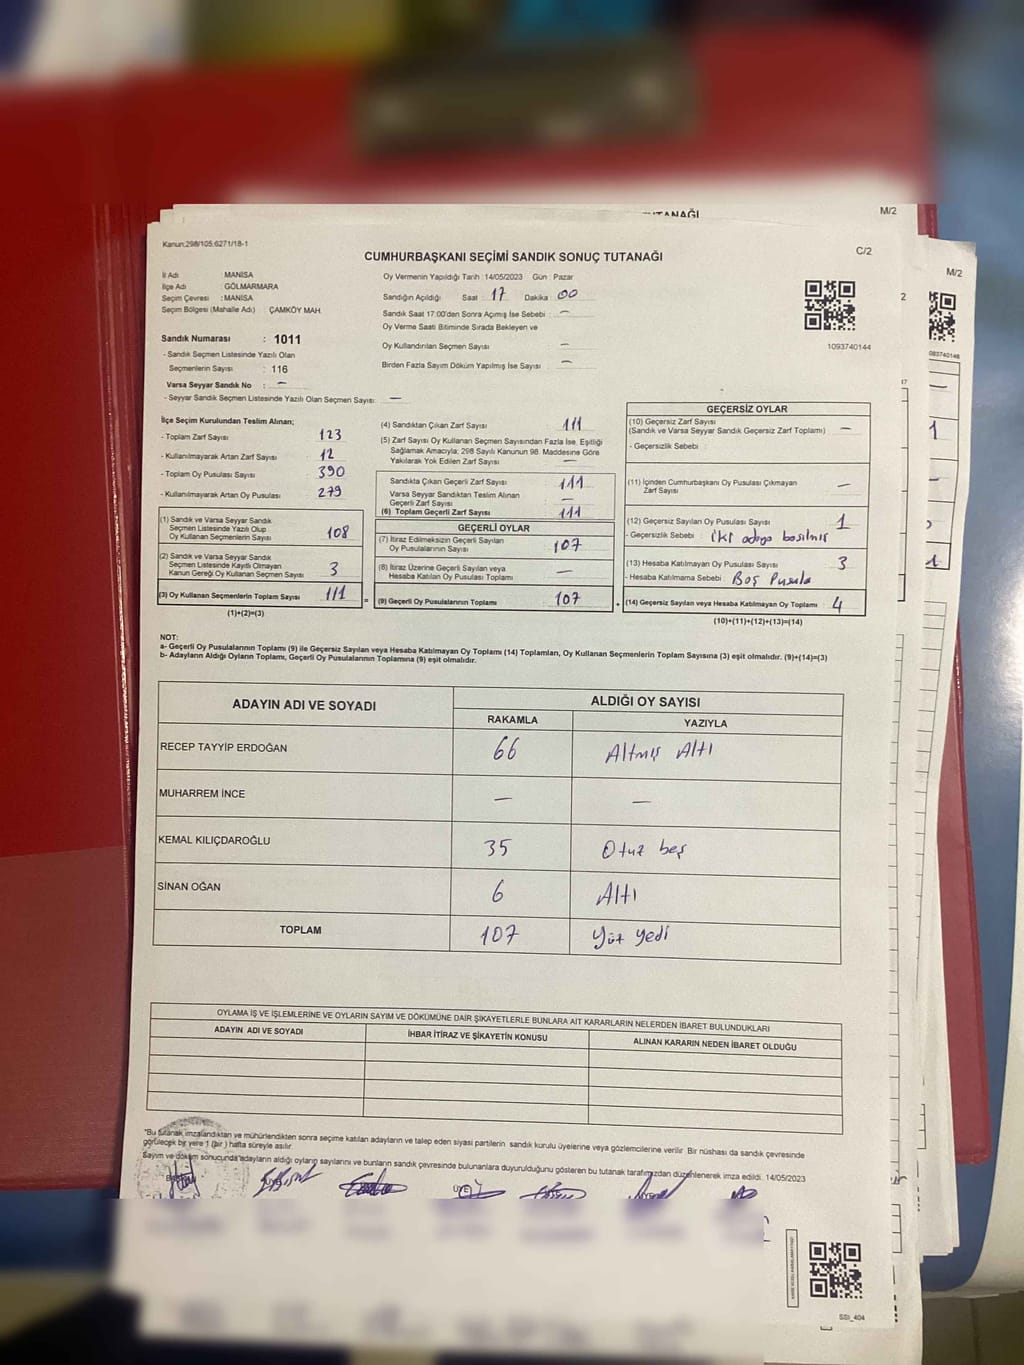 TUTANAĞI
M/2
Kanun:298/105;6271/18-1
C/2
CUMHURBAŞKANI SEÇİMİ SANDIK SONUÇ TUTANAĞI
M/2
İl Adı MANİSA
İlçe Adı GÖLMARMARA
Seçim Çevresi : MANİSA
Seçim Bölgesi (Mahalle Adı) ÇAMKÖY MAH.
Sandık Numarası : 1011
- Sandık Seçmen Listesinde Yazılı Olan
Seçmenlerin Sayısı : 116
Varsa Seyyar Sandık No : —
- Seyyar Sandık Seçmen Listesinde Yazılı Olan Seçmen Sayısı: —
Oy Vermenin Yapıldığı Tarih :14/05/2023 Gün : Pazar
Sandığın Açıldığı Saat 17 Dakika : 00
Sandık Saat 17:00'den Sonra Açımış İse Sebebi : —
Oy Verme Saati Bitiminde Sırada Bekleyen ve
Oy Kullandırılan Seçmen Sayısı —
Birden Fazla Sayım Döküm Yapılmış İse Sayısı : —
1093740144
2
İlçe Seçim Kurulundan Teslim Alınan;
- Toplam Zarf Sayısı 123
- Kullanılmayarak Artan Zarf Sayısı 12
- Toplam Oy Pusulası Sayısı 390
- Kullanılmayarak Artan Oy Pusulası 279
(1) Sandık ve Varsa Seyyar Sandık
Seçmen Listesinde Yazılı Olup
Oy Kullanan Seçmenlerin Sayısı 108
(2) Sandık ve Varsa Seyyar Sandık
Seçmen Listesinde Kayıtlı Olmayan
Kanun Gereği Oy Kullanan Seçmen Sayısı 3
(3) Oy Kullanan Seçmenlerin Toplam Sayısı 111
(1)+(2)=(3)
=
(4) Sandıktan Çıkan Zarf Sayısı 111
(5) Zarf Sayısı Oy Kullanan Seçmen Sayısından Fazla İse, Eşitliği
Sağlamak Amacıyla; 298 Sayılı Kanunun 98. Maddesine Göre
Yakılarak Yok Edilen Zarf Sayısı —
Sandıkta Çıkan Geçerli Zarf Sayısı 111
Varsa Seyyar Sandıktan Teslim Alınan
Geçerli Zarf Sayısı —
(6) Toplam Geçerli Zarf Sayısı 111
GEÇERLİ OYLAR
(7) İtiraz Edilmeksizin Geçerli Sayılan
Oy Pusulalarının Sayısı 107
(8) İtiraz Üzerine Geçerli Sayılan veya
Hesaba Katılan Oy Pusulası Toplamı —
(9) Geçerli Oy Pusulalarının Toplamı 107
+
GEÇERSİZ OYLAR
(10) Geçersiz Zarf Sayısı
(Sandık ve Varsa Seyyar Sandık Geçersiz Zarf Toplamı) —
- Geçersizlik Sebebi :
(11) İçinden Cumhurbaşkanı Oy Pusulası Çıkmayan
Zarf Sayısı —
(12) Geçersiz Sayılan Oy Pusulası Sayısı 1
- Geçersizlik Sebebi : İki adaya basılmış
(13) Hesaba Katılmayan Oy Pusulası Sayısı 3
- Hesaba Katılmama Sebebi : Boş Pusula
(14) Geçersiz Sayılan veya Hesaba Katılmayan Oy Toplamı 4
(10)+(11)+(12)+(13)=(14)
NOT:
a- Geçerli Oy Pusulalarının Toplamı (9) ile Geçersiz Sayılan veya Hesaba Katılmayan Oy Toplamı (14) Toplamları, Oy Kullanan Seçmenlerin Toplam Sayısına (3) eşit olmalıdır. (9)+(14)=(3)
b- Adayların Aldığı Oyların Toplamı, Geçerli Oy Pusulalarının Toplamına (9) eşit olmalıdır.
ADAYIN ADI VE SOYADI ALDIĞI OY SAYISI
RAKAMLA YAZIYLA
RECEP TAYYİP ERDOĞAN 66 Altmış Altı
MUHARREM İNCE — —
KEMAL KILIÇDAROĞLU 35 Otuz beş
SİNAN OĞAN 6 Altı
TOPLAM 107 Yüz yedi
OYLAMA İŞ VE İŞLEMLERİNE VE OYLARIN SAYIM VE DÖKÜMÜNE DAİR ŞİKAYETLERLE BUNLARA AİT KARARLARIN NELERDEN İBARET BULUNDUKLARI
ADAYIN ADI VE SOYADI İHBAR İTİRAZ VE ŞİKAYETİN KONUSU ALINAN KARARIN NEDEN İBARET OLDUĞU
*Bu tutanak,imzalandıktan ve mühürlendikten sonra seçime katılan adayların ve talep eden siyasi partilerin sandık kurulu üyelerine veya gözlemcilerine verilir. Bir nüshası da sandık çevresinde
görülecek bir yere 1 (bir ) hafta süreyle asılır.
Sayım ve döküm sonucunda adayların aldığı oyların sayılarını ve bunların sandık çevresinde bulunanlara duyurulduğunu gösteren bu tutanak tarafımızdan düzenlenerek imza edildi. 14/05/2023
ÜYE
SSI_404